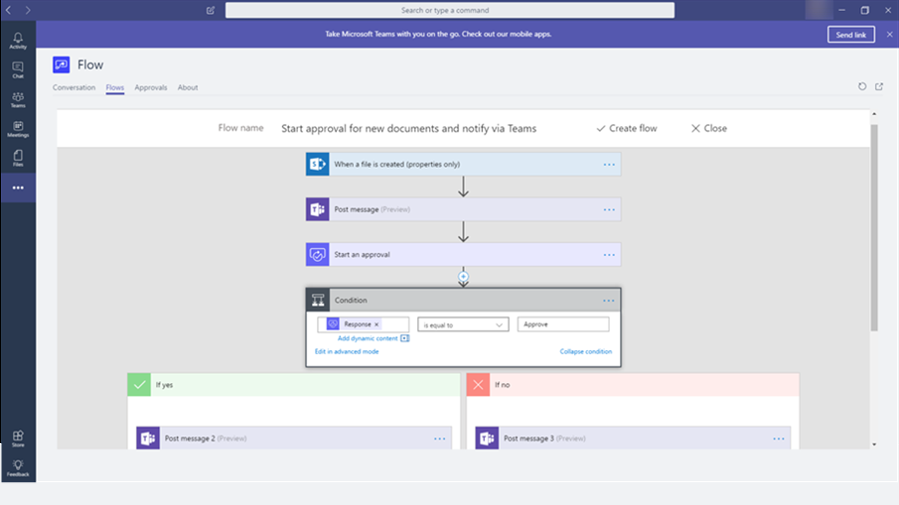 Search or type a command
Take Microsoft Teams with you on the go. Check out our mobile apps.
Send link
Activity
Chat
Teams
Meetings
Files
Store
Feedback
Flow
Conversation Flows Approvals About
Flow name Start approval for new documents and notify via Teams Create flow Close
When a file is created (properties only)
Post message (Preview)
Start an approval
Condition
Response is equal to Approve
Add dynamic content
Edit in advanced mode Collapse condition
If yes If no
Post message 2 (Preview) Post message 3 (Preview)